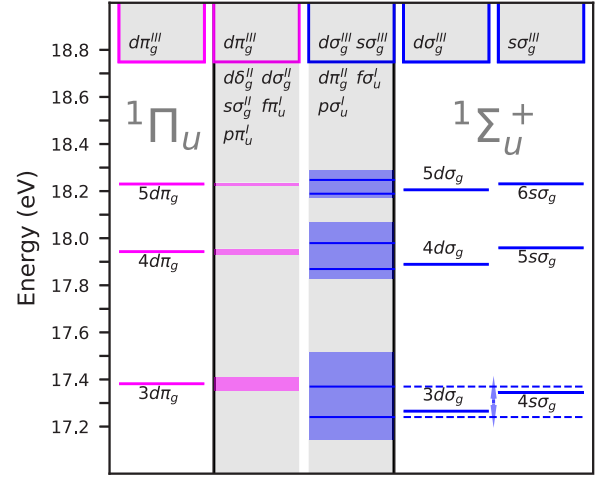 dπ_g^III dπ_g^III dσ_g^III sσ_g^III dσ_g^III sσ_g^III
dδ_g^II dσ_g^II dπ_g^II fσ_u^I
sσ_g^II fπ_u^I pσ_u^I
pπ_u^I
¹Π_u ¹Σ_u^+
Energy (eV)
18.8
18.6
18.4
18.2
18.0
17.8
17.6
17.4
17.2
5dπ_g 5dσ_g 6sσ_g
4dπ_g 4dσ_g 5sσ_g
3dπ_g 3dσ_g 4sσ_g